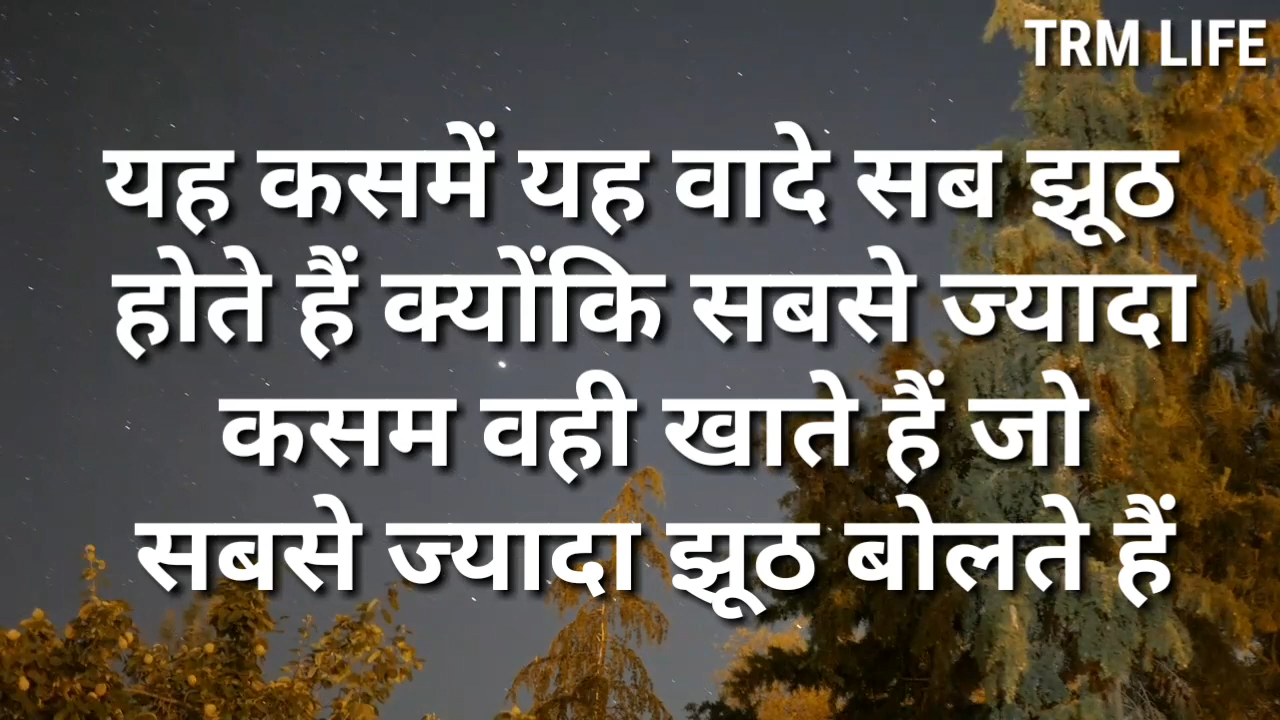 TRM LIFE
यह कसमें यह वादे सब झूठ
होते हैं क्योंकि सबसे ज्यादा
कसम वही खाते हैं जो
सबसे ज्यादा झूठ बोलते हैं